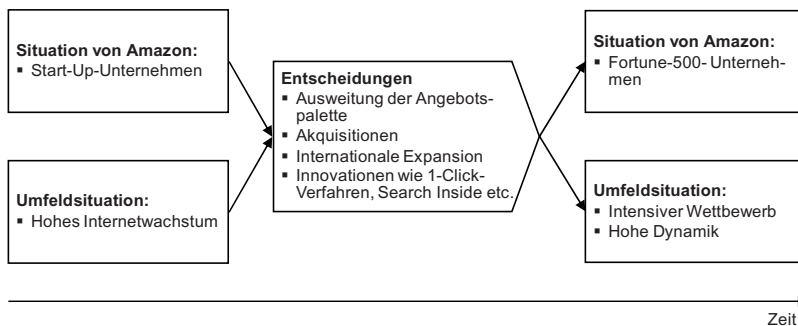 Situation von Amazon:
▪ Start-Up-Unternehmen
Umfeldsituation:
▪ Hohes Internetwachstum
Entscheidungen
▪ Ausweitung der Angebots-
palette
▪ Akquisitionen
▪ Internationale Expansion
▪ Innovationen wie 1-Click-
Verfahren, Search Inside etc.
Situation von Amazon:
▪ Fortune-500- Unterneh-
men
Umfeldsituation:
▪ Intensiver Wettbewerb
▪ Hohe Dynamik
Zeit